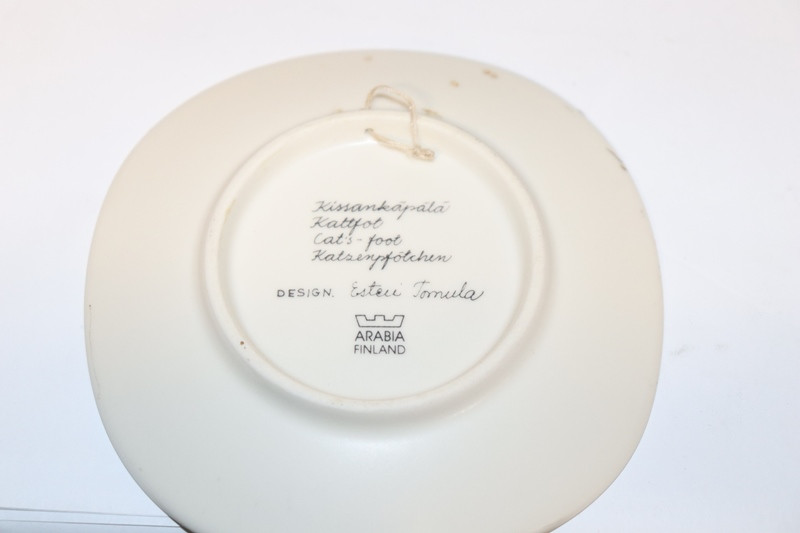 Kissankäpälä
Kattfot
Cat's-foot
Katzenpfötchen
DESIGN. Esteri Tomula
ARABIA
FINLAND